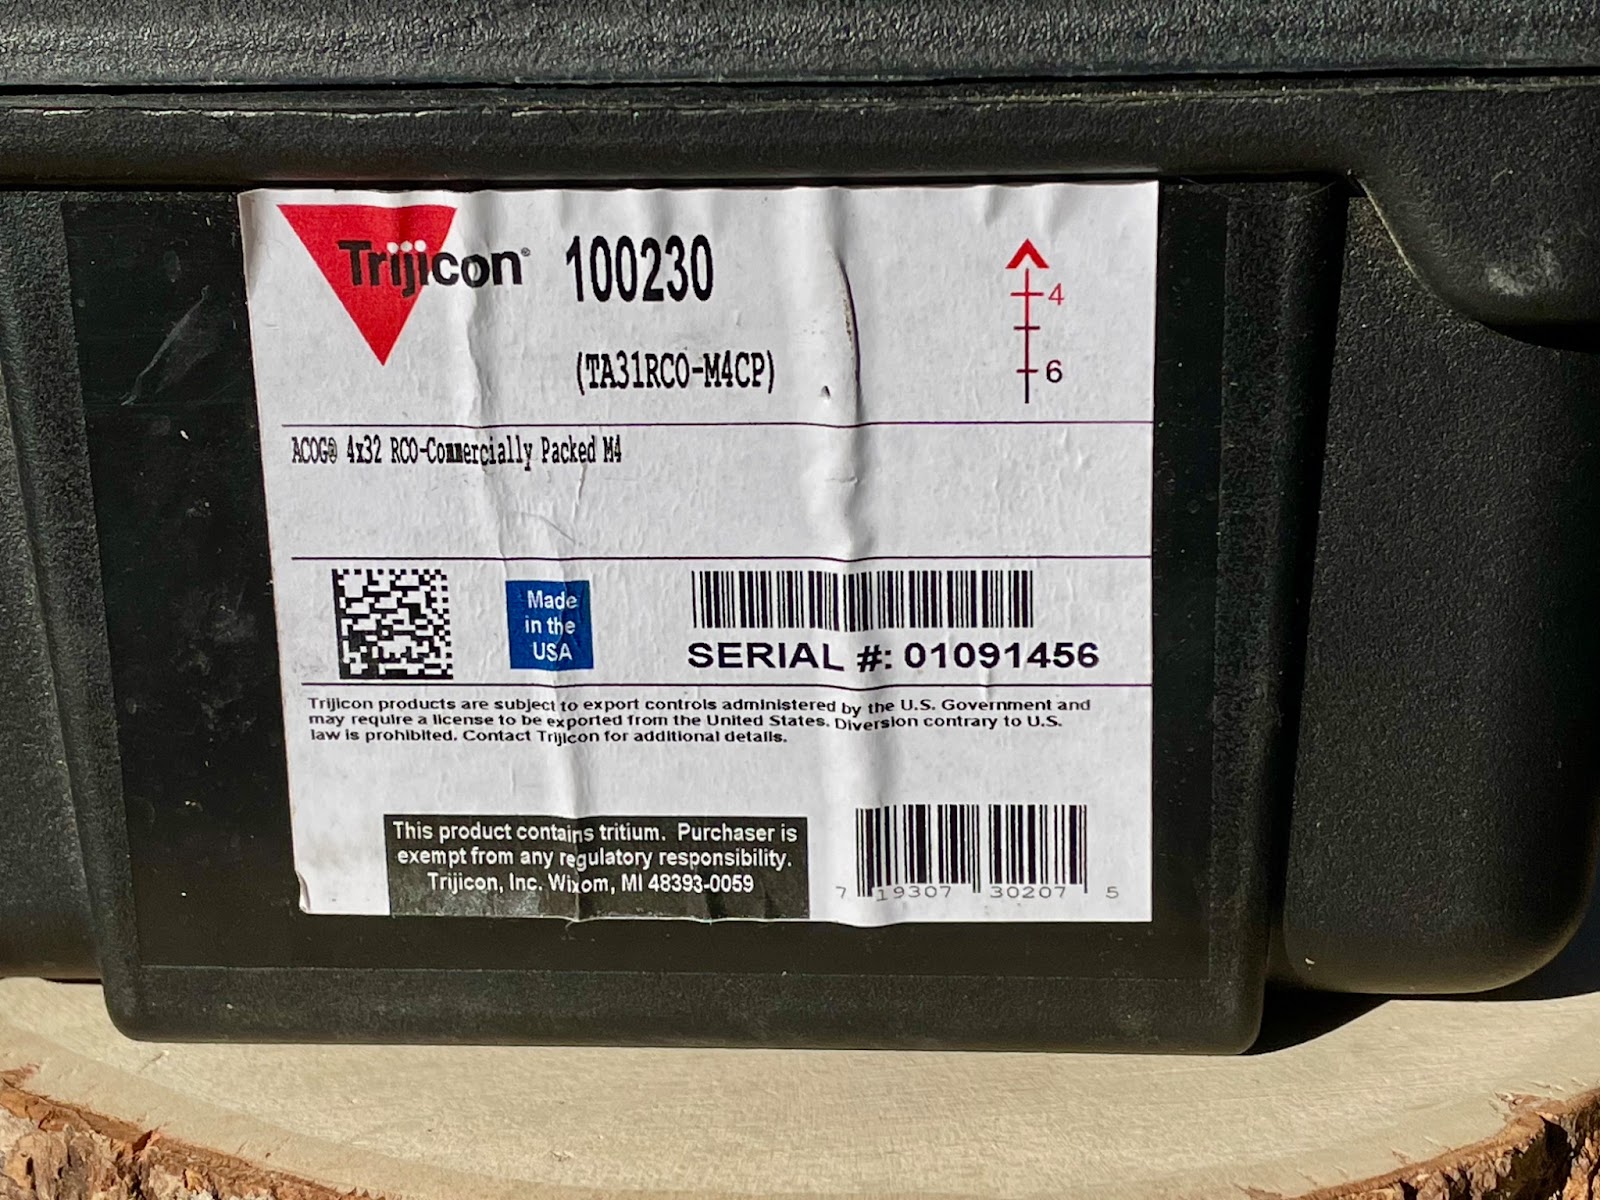 Trijicon®
100230
(TA31RCO-M4CP)
4
6
ACOG® 4x32 RCO-Commercially Packed M4
Made
in the
USA
SERIAL #: 01091456
Trijicon products are subject to export controls administered by the U.S. Government and
may require a license to be exported from the United States. Diversion contrary to U.S.
law is prohibited. Contact Trijicon for additional details.
This product contains tritium. Purchaser is
exempt from any regulatory responsibility.
Trijicon, Inc. Wixom, MI 48393-0059
7 19307 30207 5